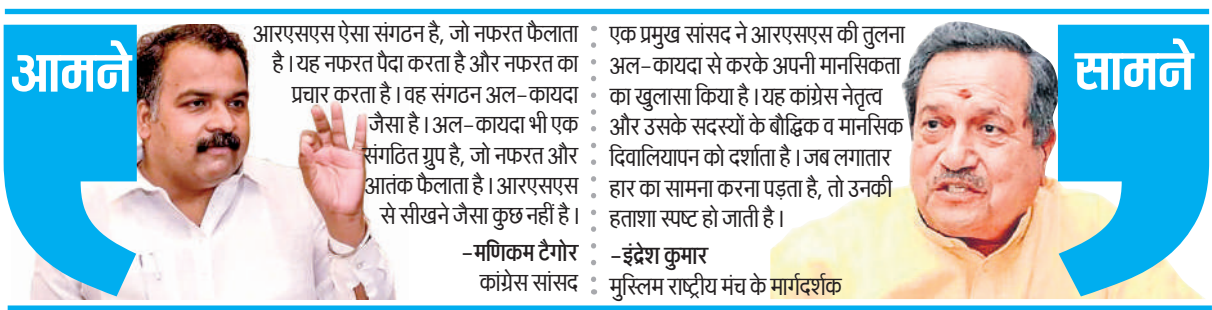 आमने
आरएसएस ऐसा संगठन है, जो नफरत फैलाता
है। यह नफरत पैदा करता है और नफरत का
प्रचार करता है। वह संगठन अल-कायदा
जैसा है। अल-कायदा भी एक
संगठित ग्रुप है, जो नफरत और
आतंक फैलाता है। आरएसएस
से सीखने जैसा कुछ नहीं है।
-मणिकम टैगोर
कांग्रेस सांसद
एक प्रमुख सांसद ने आरएसएस की तुलना
अल-कायदा से करके अपनी मानसिकता
का खुलासा किया है। यह कांग्रेस नेतृत्व
और उसके सदस्यों के बौद्धिक व मानसिक
दिवालियापन को दर्शाता है। जब लगातार
हार का सामना करना पड़ता है, तो उनकी
हताशा स्पष्ट हो जाती है।
-इंद्रेश कुमार
मुस्लिम राष्ट्रीय मंच के मार्गदर्शक
सामने